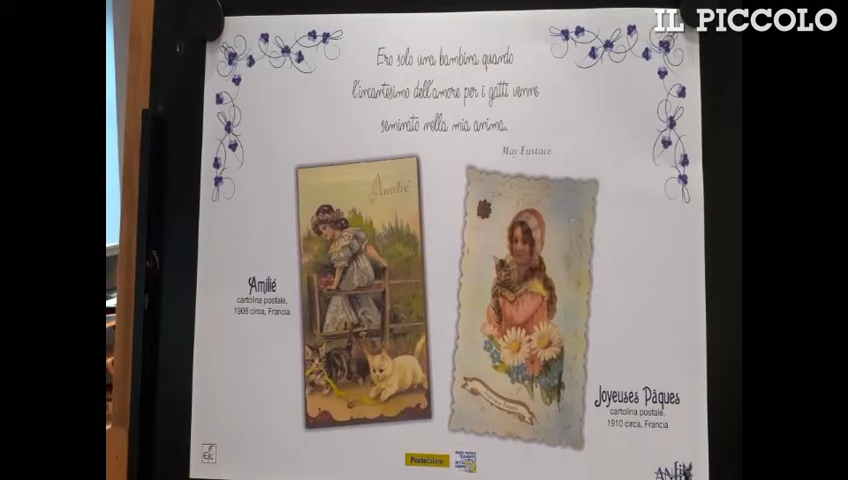 IL PICCOLO
Ero solo una bambina quando
l'incantesimo dell'amore per i gatti venne
seminato nella mia anima.
May Eustace
Amilié
Amilié
cartolina postale,
1908 circa, Francia
Joyeuses Pâques
cartolina postale,
1910 circa, Francia
Posteitaliane